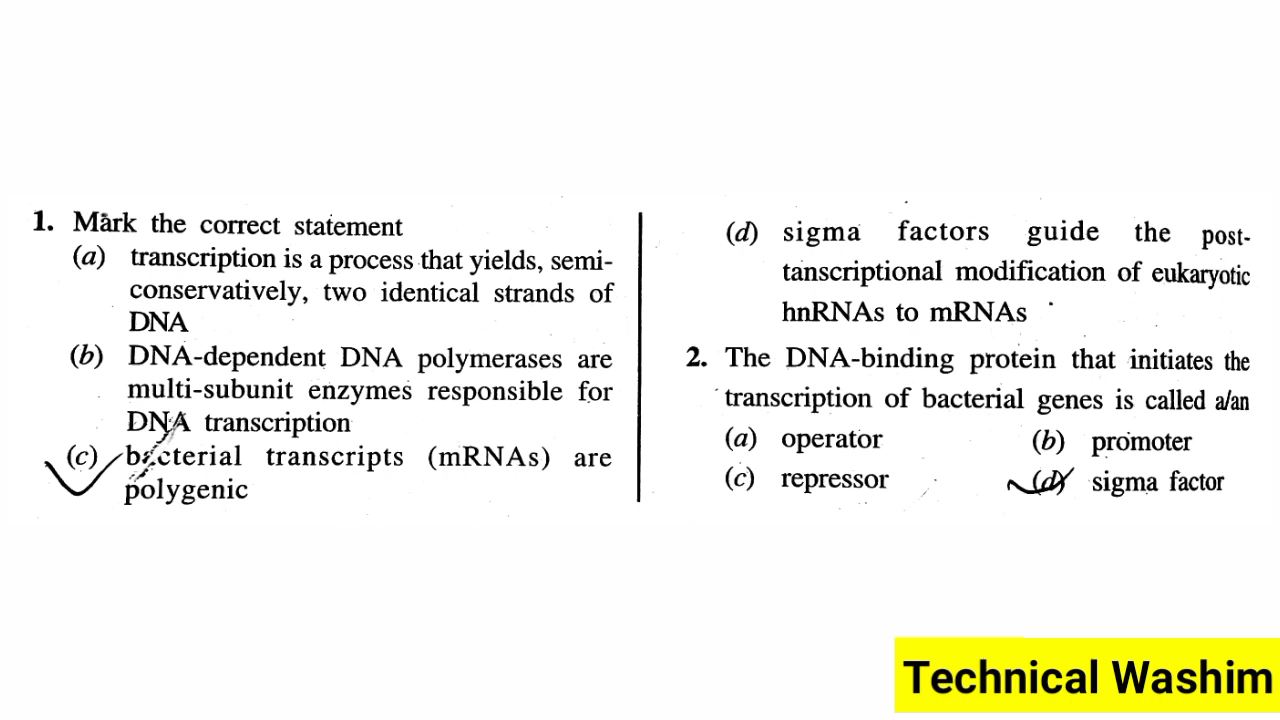 1. Mark the correct statement
(a) transcription is a process that yields, semi-
conservatively, two identical strands of
DNA
(b) DNA-dependent DNA polymerases are
multi-subunit enzymes responsible for
DNA transcription
(c) bacterial transcripts (mRNAs) are
polygenic
(d) sigma factors guide the post-
tanscriptional modification of eukaryotic
hnRNAs to mRNAs
2. The DNA-binding protein that initiates the
transcription of bacterial genes is called a/an
(a) operator (b) promoter
(c) repressor (d) sigma factor
Technical Washim